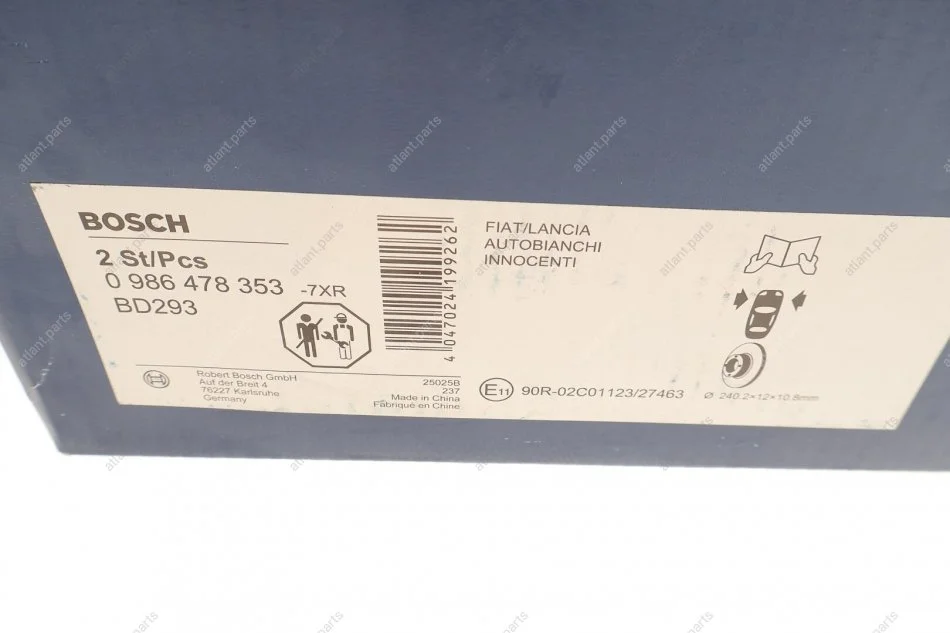 BOSCH
2 St/Pcs
0 986 478 353 -7XR
BD293
4 047024 199262
FIAT/LANCIA
AUTOBIANCHI
INNOCENTI
Robert Bosch GmbH
Auf der Breit 4
76227 Karlsruhe
Germany
25025B
237
Made in China
Fabriqué en Chine
E11 90R-02C01123/27463
Ø 240.2×12×10.8mm
atlant.parts